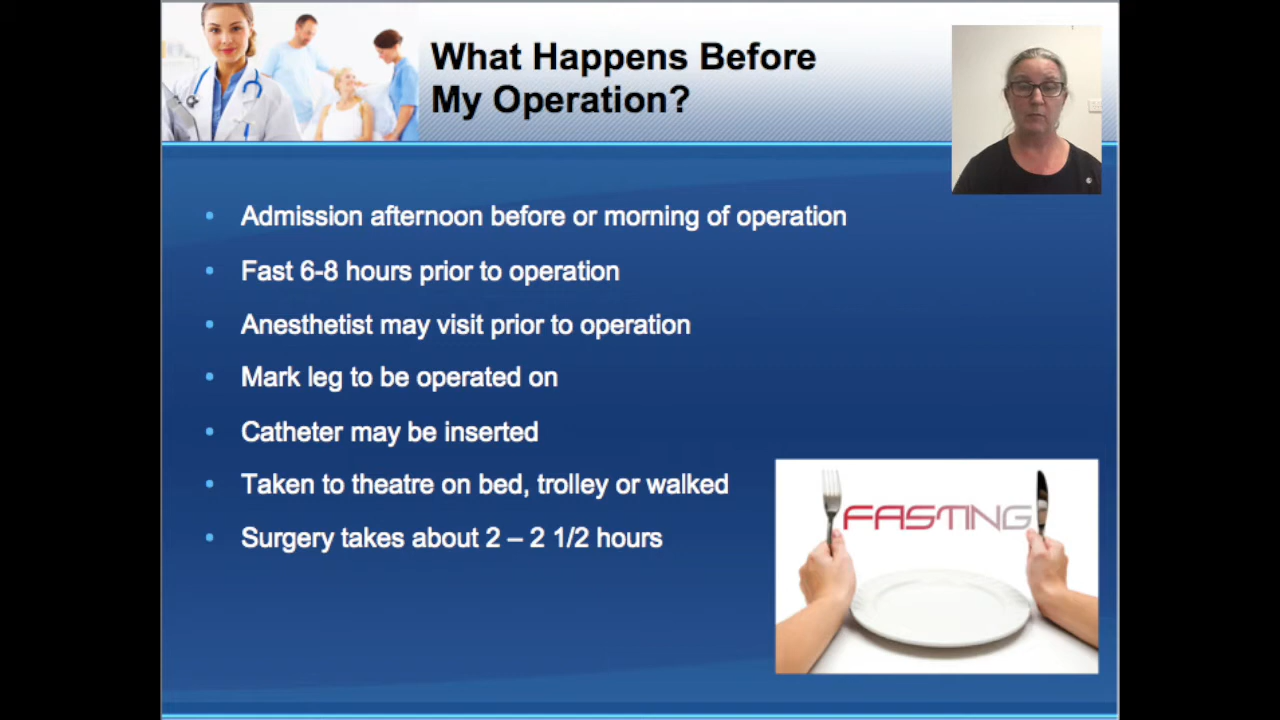 What Happens Before
My Operation?
• Admission afternoon before or morning of operation
• Fast 6-8 hours prior to operation
• Anesthetist may visit prior to operation
• Mark leg to be operated on
• Catheter may be inserted
• Taken to theatre on bed, trolley or walked
• Surgery takes about 2 – 2 1/2 hours
FASTING